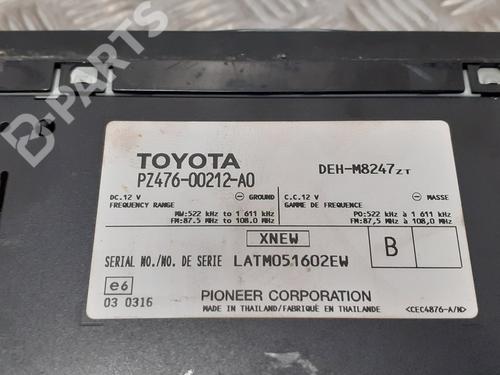 B-PARTS
TOYOTA
PZ476-00212-A0
DEH-M8247ZT
DC.12 V ⊖ GROUND C.C.12 V ⊖ MASSE
FREQUENCY RANGE GAMME DE FREQUENCE
MW:522 kHz to 1 611 kHz PO:522 kHz à 1 611 kHz
FM:87.5 MHz to 108.0 MHz FM:87,5 MHz à 108,0 MHz
XNEW
B
SERIAL NO./NO. DE SERIE LATM051602EW
e6
03 0316
PIONEER CORPORATION
MADE IN THAILAND/FABRIQUÉ EN THAILANDE
<CEC4876-A/N>